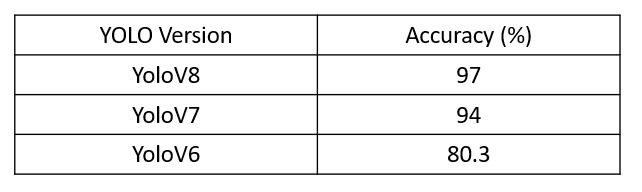 YOLO Version Accuracy (%)
YoloV8 97
YoloV7 94
YoloV6 80.3